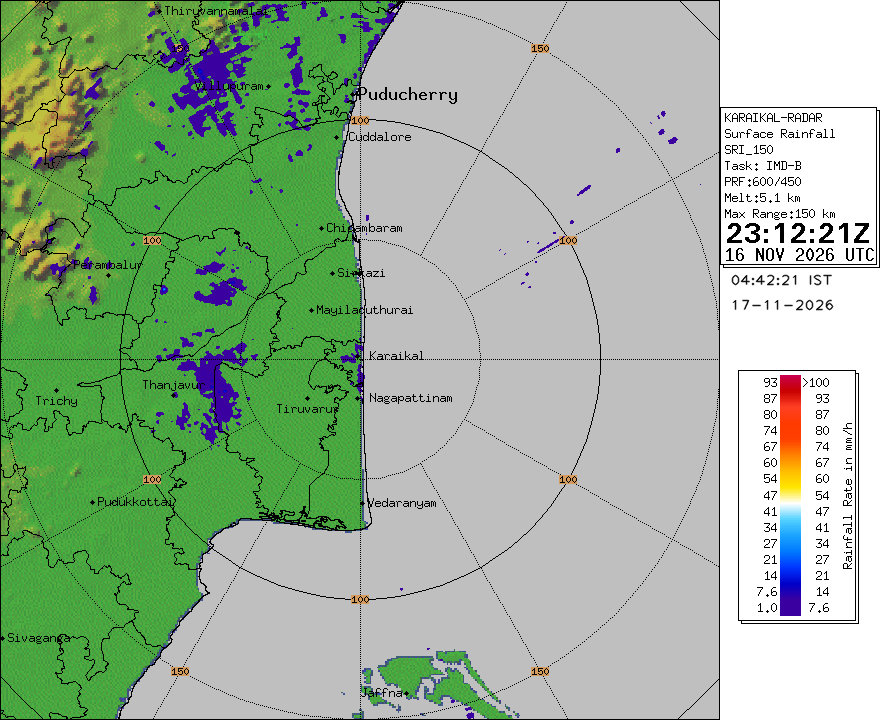 Thiruvannamalai
150
Villupuram
Puducherry
100
Cuddalore
Chidambaram
100
100
Perambalur
Sirkazi
Mayiladuthurai
Karaikal
Thanjavur
Trichy
Tiruvarur
Nagapattinam
100
100
Pudukkottai
Vedaranyam
100
Sivaganga
150
150
Jaffna
KARAIKAL-RADAR
Surface Rainfall
SRI_150
Task: IMD-B
PRF:600/450
Melt:5.1 km
Max Range:150 km
23:12:21Z
16 NOV 2026 UTC
04:42:21 IST
17-11-2026
93 >100
87 93
80 87
74 80
67 74
60 67
54 60
47 54
41 47
34 41
27 34
21 27
14 21
7.6 14
1.0 7.6
Rainfall Rate in mm/h